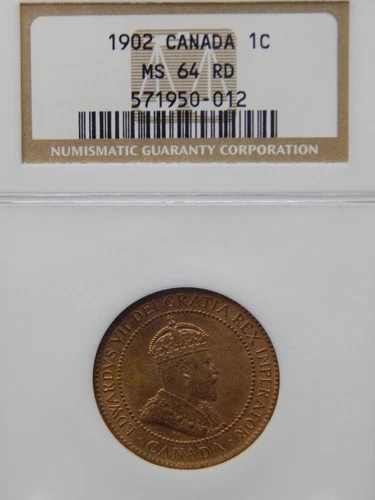 1902 CANADA 1C
MS 64 RD
571950-012
NUMISMATIC GUARANTY CORPORATION
EDWARDVS VII DEI GRATIA REX IMPERATOR
CANADA